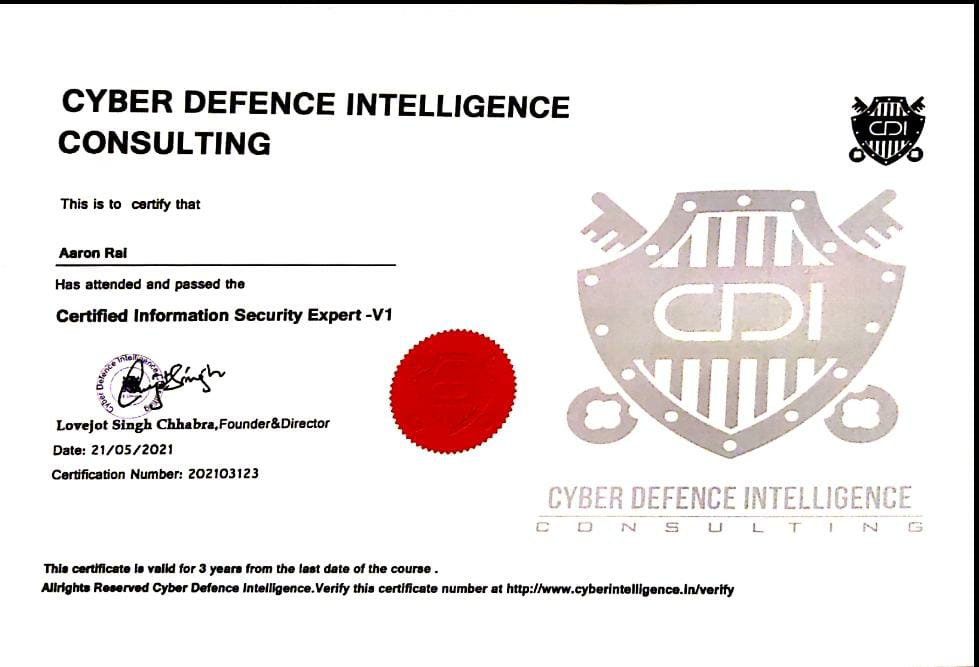 CYBER DEFENCE INTELLIGENCE
CONSULTING
CDI
This is to certify that
Aaron Rai
Has attended and passed the
Certified Information Security Expert -V1
CDI
Cyber Defence Intelligence
Lovejot Singh Chhabra,Founder&Director
Date: 21/05/2021
Certification Number: 202103123
CDI
CYBER DEFENCE INTELLIGENCE
CONSULTING
This certificate is valid for 3 years from the last date of the course .
Allrights Reserved Cyber Defence Intelligence.Verify this certificate number at http://www.cyberintelligence.in/verify